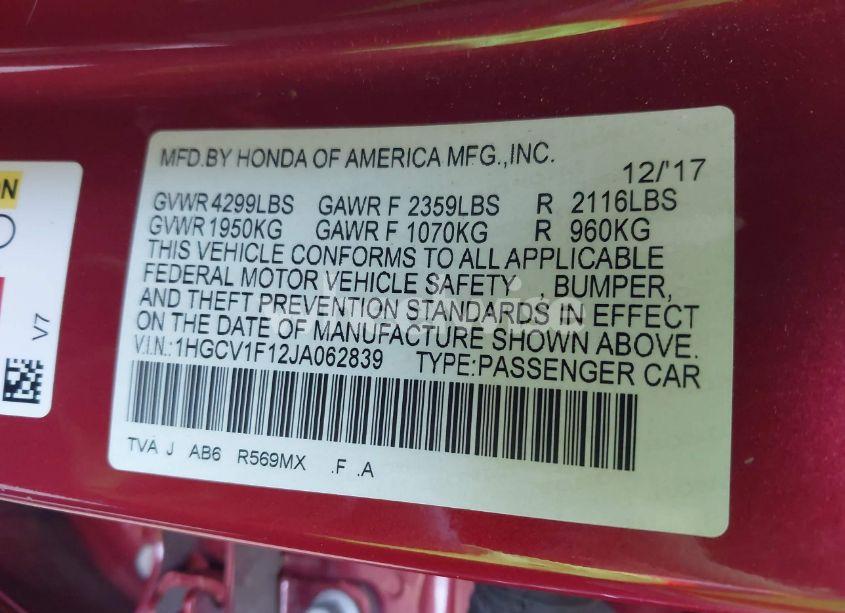 MFD.BY HONDA OF AMERICA MFG.,INC.
12/'17
GVWR 4299LBS GAWR F 2359LBS R 2116LBS
GVWR 1950KG GAWR F 1070KG R 960KG
THIS VEHICLE CONFORMS TO ALL APPLICABLE
FEDERAL MOTOR VEHICLE SAFETY , BUMPER,
AND THEFT PREVENTION STANDARDS IN EFFECT
ON THE DATE OF MANUFACTURE SHOWN ABOVE.
V.I.N.:1HGCV1F12JA062839 TYPE:PASSENGER CAR
TVA J AB6 R569MX .F .A
V7